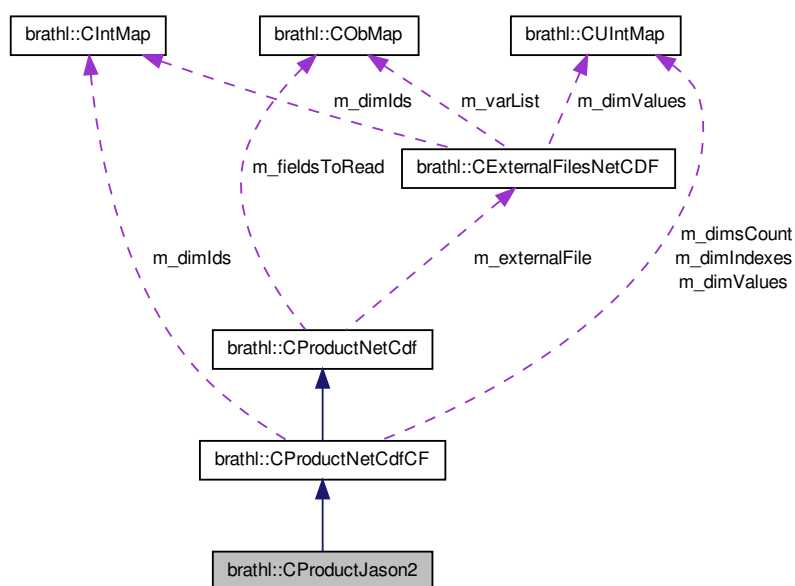 brathl::CIntMap
brathl::CObMap
brathl::CUIntMap
m_dimIds
m_varList
m_dimValues
m_fieldsToRead
brathl::CExternalFilesNetCDF
m_dimIds
m_externalFile
m_dimsCount
m_dimIndexes
m_dimValues
brathl::CProductNetCdf
brathl::CProductNetCdfCF
brathl::CProductJason2